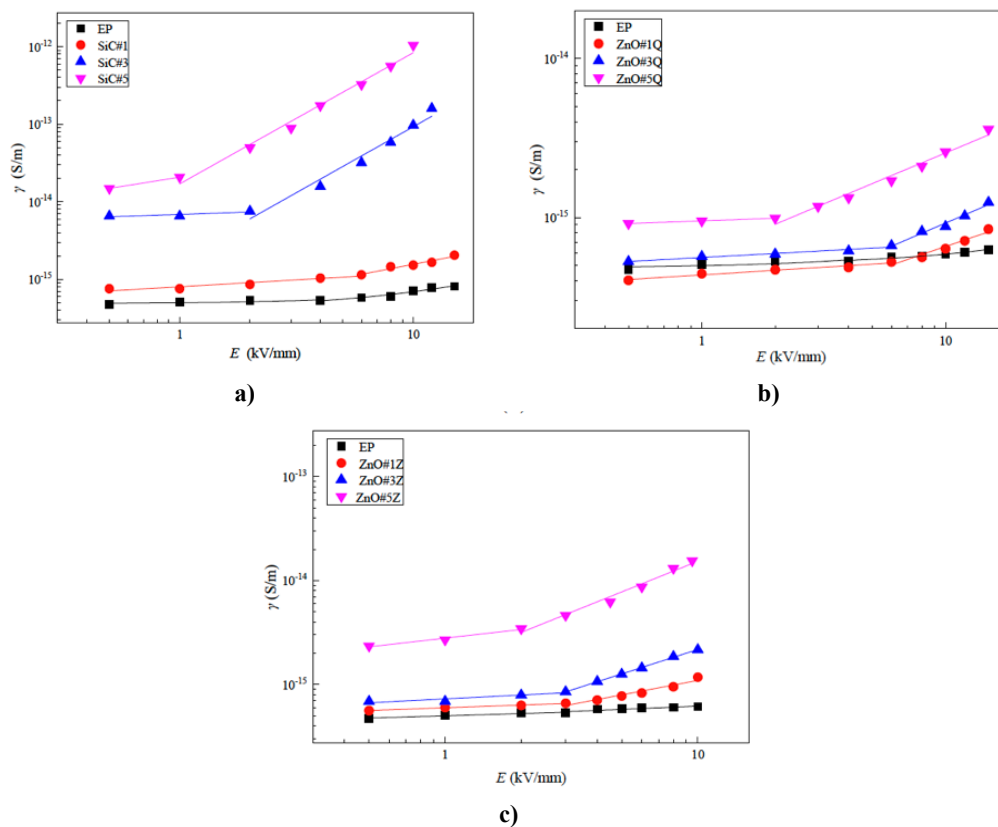 EP
SiC#1
SiC#3
SiC#5
10⁻¹²
10⁻¹³
10⁻¹⁴
10⁻¹⁵
γ (S/m)
1
10
E (kV/mm)
a)
EP
ZnO#1Q
ZnO#3Q
ZnO#5Q
10⁻¹⁴
10⁻¹⁵
γ (S/m)
1
10
E (kV/mm)
b)
EP
ZnO#1Z
ZnO#3Z
ZnO#5Z
10⁻¹³
10⁻¹⁴
10⁻¹⁵
γ (S/m)
1
10
E (kV/mm)
c)